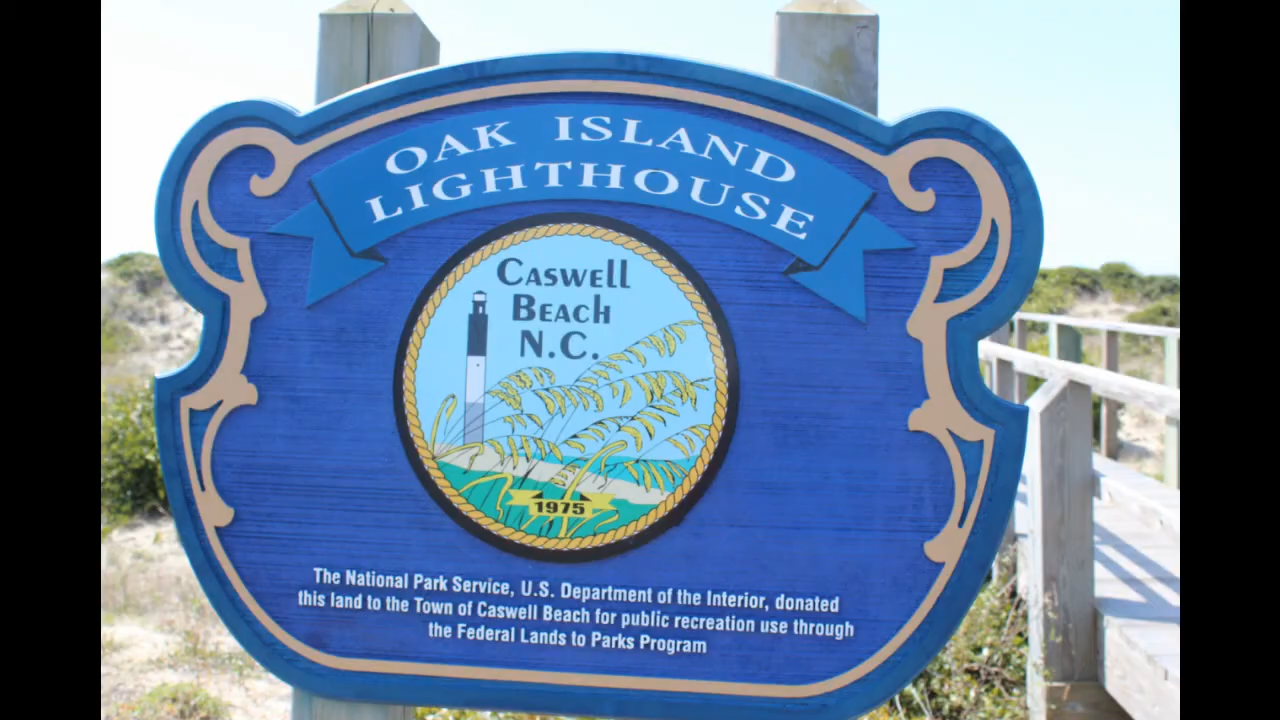 OAK ISLAND
LIGHTHOUSE
CASWELL
BEACH
N.C.
1975
The National Park Service, U.S. Department of the Interior, donated
this land to the Town of Caswell Beach for public recreation use through
the Federal Lands to Parks Program